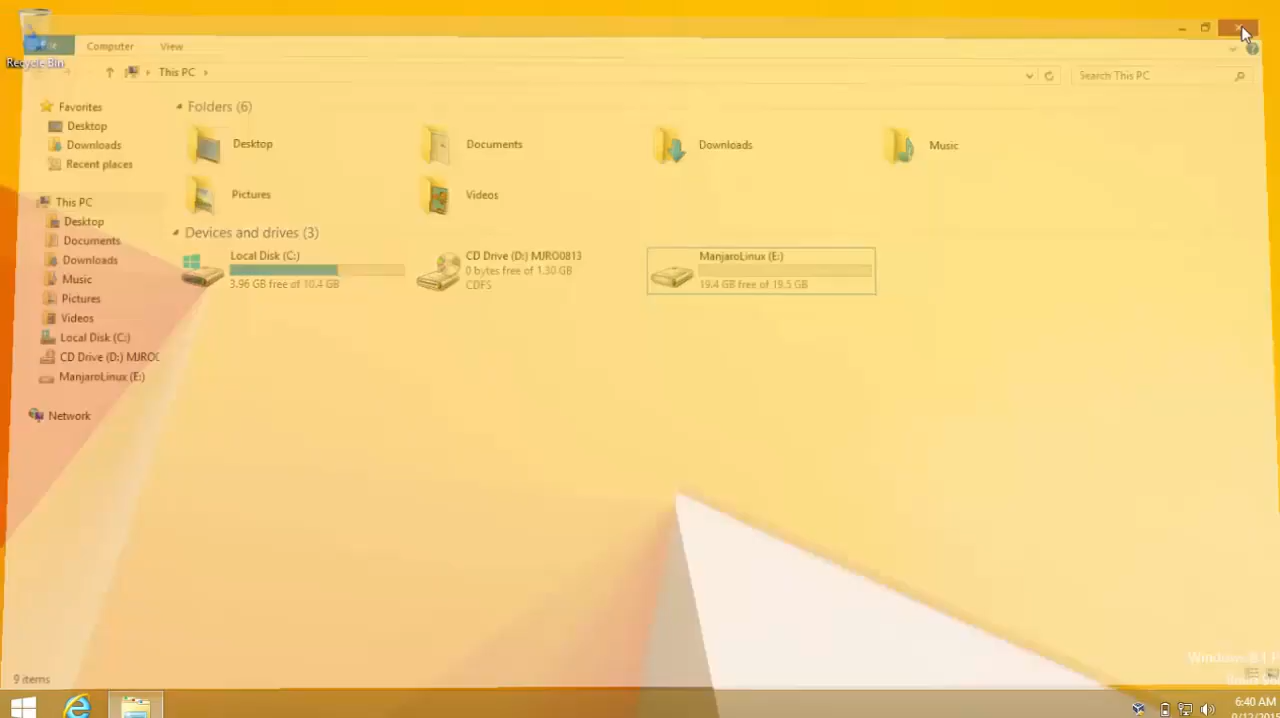 Recycle Bin
Computer
View
This PC
Search This PC
Favorites
Desktop
Downloads
Recent places
This PC
Desktop
Documents
Downloads
Music
Pictures
Videos
Local Disk (C:)
CD Drive (D:) MJRO
ManjaroLinux (E:)
Network
Folders (6)
Desktop
Documents
Downloads
Music
Pictures
Videos
Devices and drives (3)
Local Disk (C:)
3.96 GB free of 10.4 GB
CD Drive (D:) MJRO0813
0 bytes free of 1.30 GB
CDFS
ManjaroLinux (E:)
19.4 GB free of 19.5 GB
9 items
6:40 AM